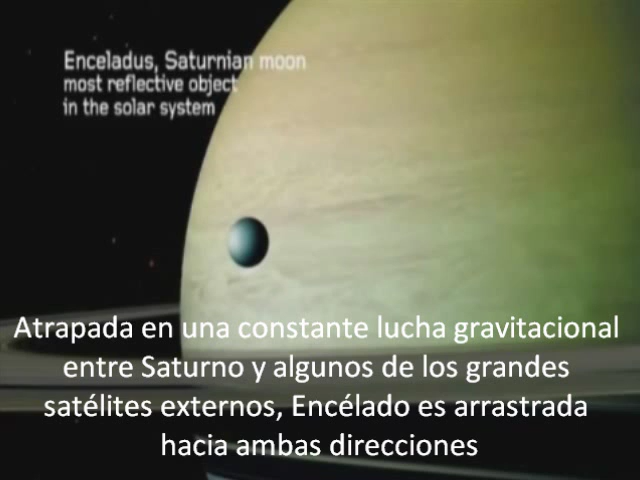 Enceladus, Saturnian moon
most reflective object
in the solar system
Atrapada en una constante lucha gravitacional
entre Saturno y algunos de los grandes
satélites externos, Encélado es arrastrada
hacia ambas direcciones